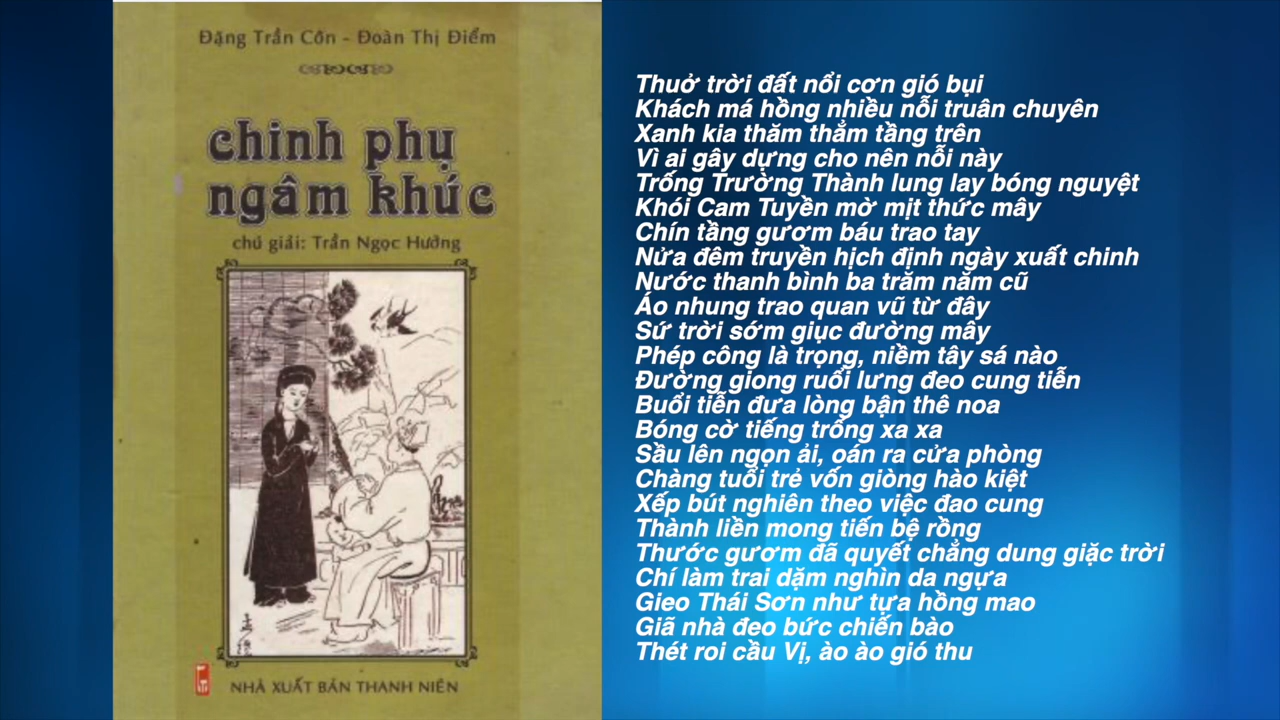 Đặng Trần Côn - Đoàn Thị Điểm
chinh phụ
ngâm khúc
chú giải: Trần Ngọc Hưởng
NHÀ XUẤT BẢN THANH NIÊN
Thuở trời đất nổi cơn gió bụi
Khách má hồng nhiều nỗi truân chuyên
Xanh kia thăm thẳm tầng trên
Vì ai gây dựng cho nên nỗi này
Trống Trường Thành lung lay bóng nguyệt
Khói Cam Tuyền mờ mịt thức mây
Chín tầng gươm báu trao tay
Nửa đêm truyền hịch định ngày xuất chinh
Nước thanh bình ba trăm năm cũ
Áo nhung trao quan vũ từ đây
Sứ trời sớm giục đường mây
Phép công là trọng, niềm tây sá nào
Đường giong ruổi lưng đeo cung tiễn
Buổi tiễn đưa lòng bận thê noa
Bóng cờ tiếng trống xa xa
Sầu lên ngọn ải, oán ra cửa phòng
Chàng tuổi trẻ vốn giòng hào kiệt
Xếp bút nghiên theo việc đao cung
Thành liền mong tiến bệ rồng
Thước gươm đã quyết chẳng dung giặc trời
Chí làm trai dặm nghìn da ngựa
Gieo Thái Sơn như tựa hồng mao
Giã nhà đeo bức chiến bào
Thét roi cầu Vị, ào ào gió thu